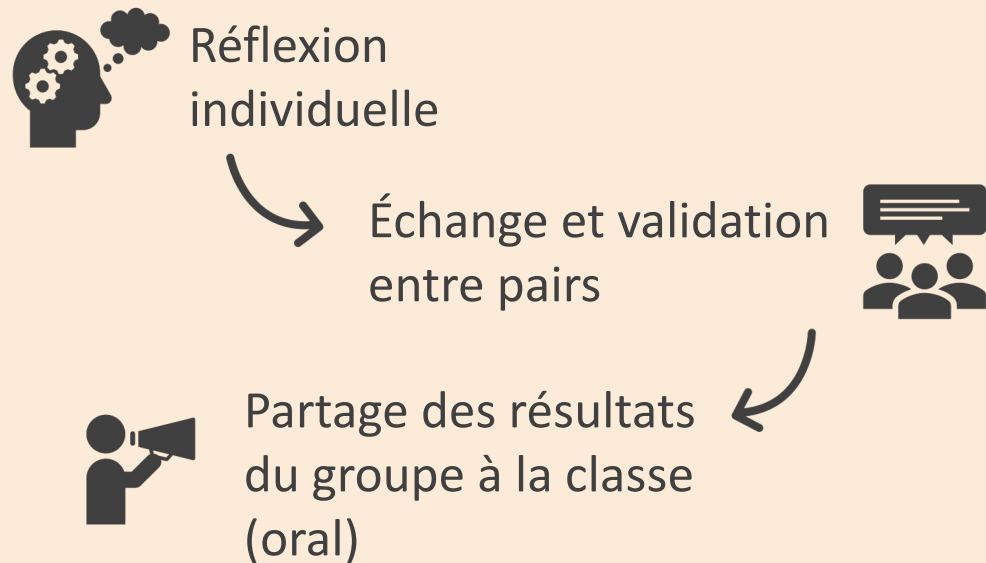 Réflexion
individuelle
Échange et validation
entre pairs
Partage des résultats
du groupe à la classe
(oral)